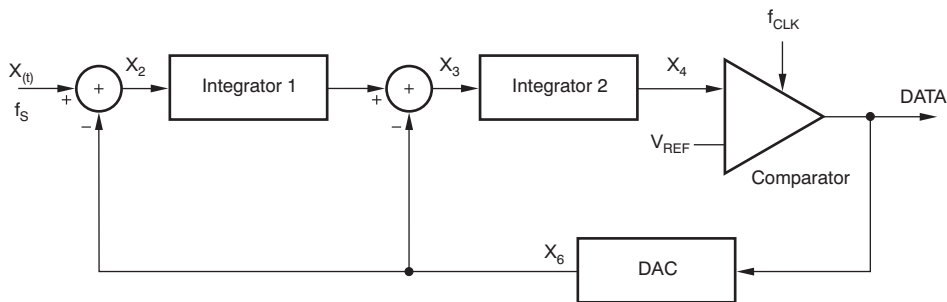 f_CLK
X_(t)
f_S
+
+
−
X_2
Integrator 1
+
+
−
X_3
Integrator 2
X_4
V_REF
Comparator
DATA
X_6
DAC